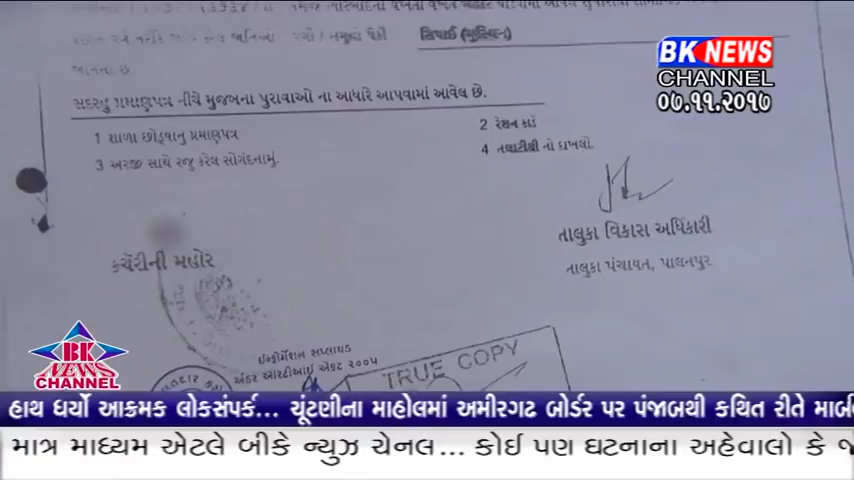 સિપાઈ (મુસ્લિમ)
જાતિના છે.
સદરહુ પ્રમાણપત્ર નીચે મુજબના પુરાવાઓ ના આધારે આપવામાં આવેલ છે.
1 શાળા છોડ્યાનુ પ્રમાણપત્ર
2 રેશન કાર્ડ
3 અરજી સાથે રજુ કરેલ સોગંદનામું.
4 તલાટીશ્રી નો દાખલો.
તાલુકા વિકાસ અધિકારી
તાલુકા પંચાયત, પાલનપુર
કચેરીની મહોર
ઈન્ફોર્મેશન સપ્લાયડ
અંડર આરટીઆઈ એક્ટ ૨૦૦૫
TRUE COPY
BK NEWS
CHANNEL
૦૭.૧૧.૨૦૧૭
BK
NEWS
CHANNEL
હાથ ધર્યો આક્રમક લોકસંપર્ક... ચૂંટણીના માહોલમાં અમીરગઢ બોર્ડર પર પંજાબથી કથિત રીતે
માત્ર માધ્યમ એટલે બીકે ન્યુઝ ચેનલ... કોઈ પણ ઘટનાના અહેવાલો કે